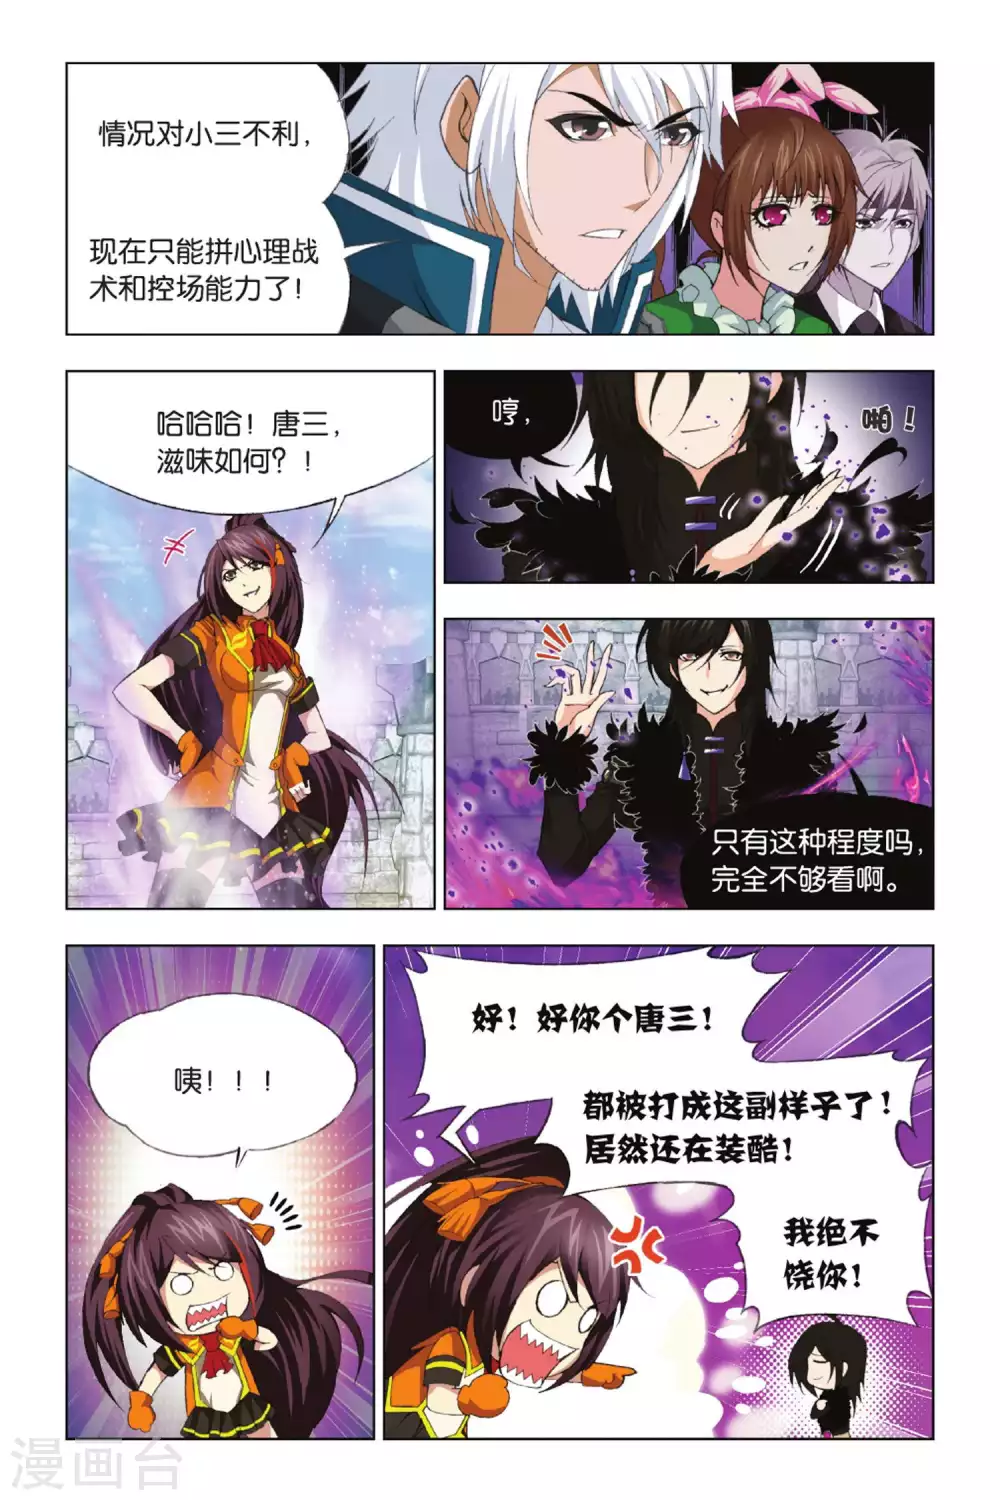 情况对小三不利，
现在只能拼心理战
术和控场能力了！
哈哈哈！唐三，
滋味如何？！
哼，
啪！
只有这种程度吗，
完全不够看啊。
咦！！！
好！好你个唐三！
都被打成这副样子了！
居然还在装酷！
我绝不
饶你！
漫画台